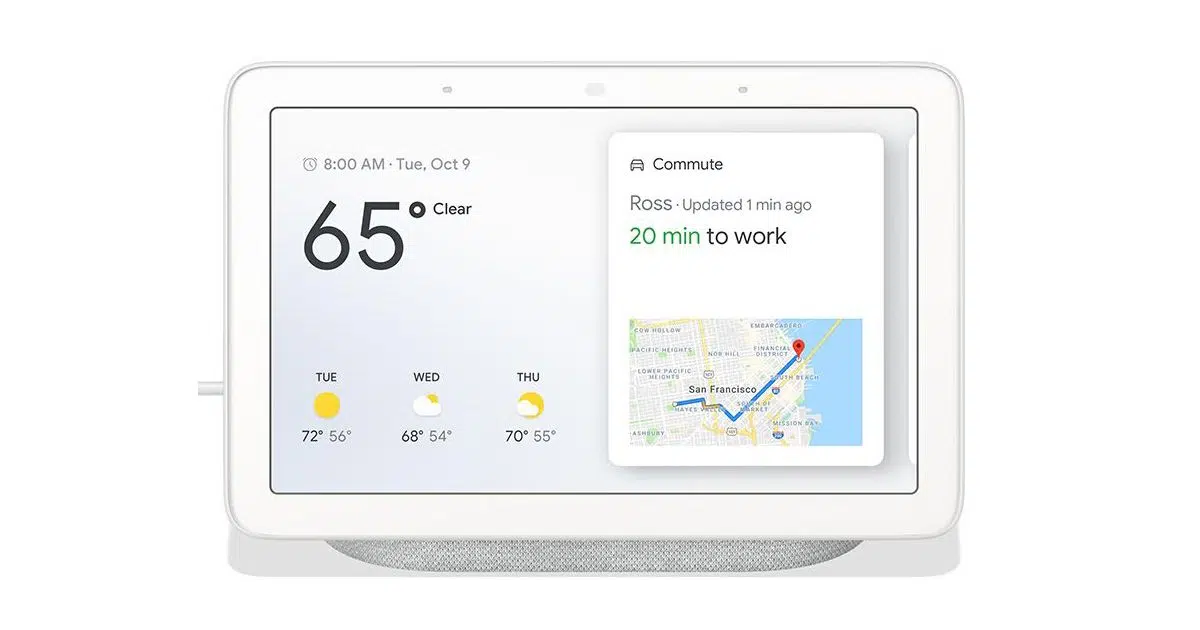 8:00 AM · Tue, Oct 9
65° Clear
TUE WED THU
72° 56° 68° 54° 70° 55°
Commute
Ross · Updated 1 min ago
20 min to work
COW HOLLOW
EMBARCADERO
PACIFIC HEIGHTS
NOB HILL
FINANCIAL
DISTRICT
LOWER PACIFIC
HEIGHTS
101
SOUTH BEACH
San Francisco
HAYES VALLEY
SOUTH OF
MARKET
MISSION BAY
ASHBURY
101